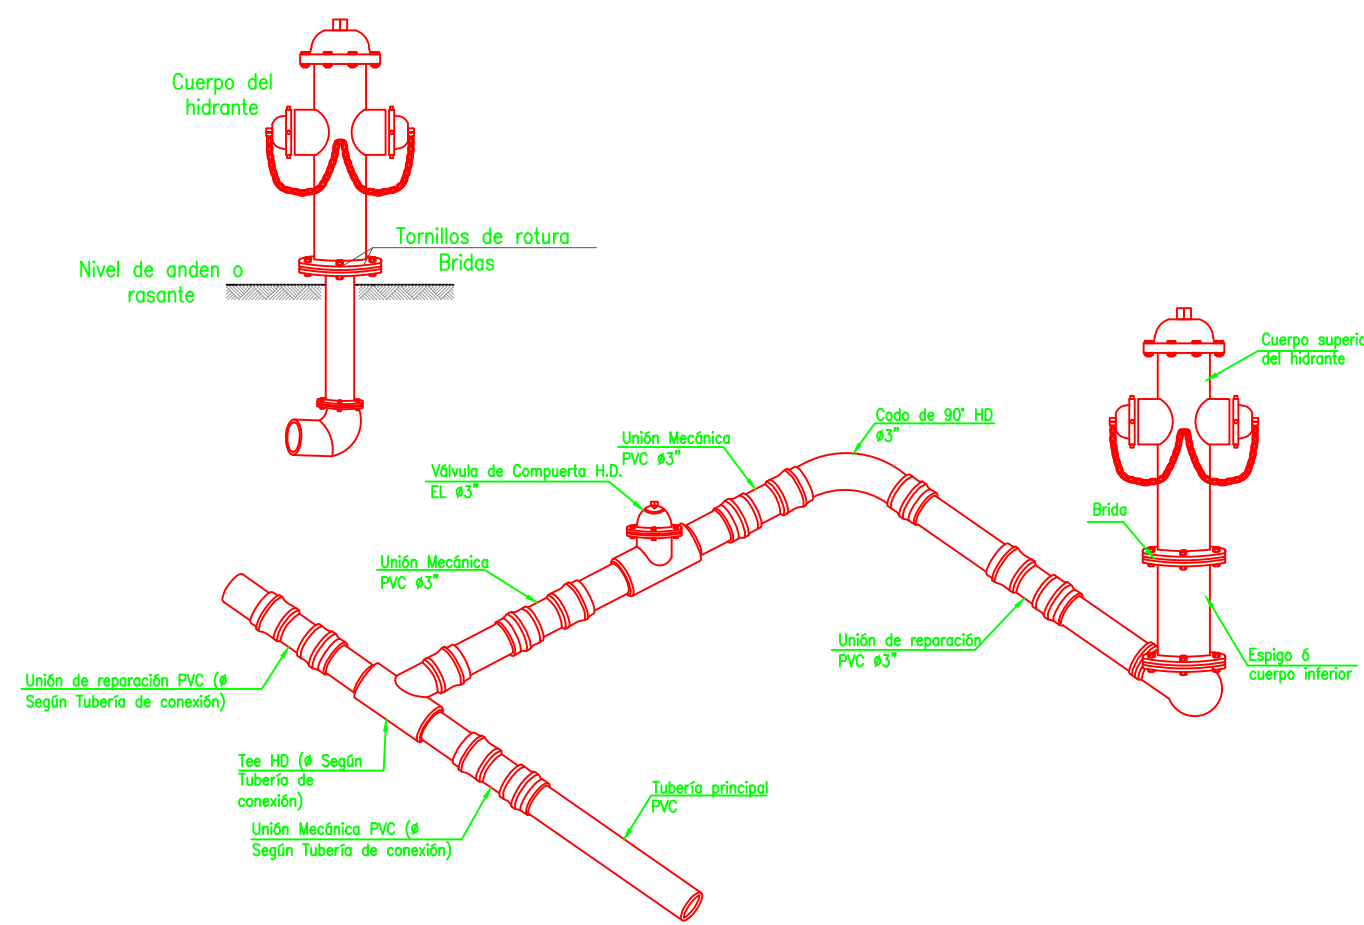 Cuerpo del
hidrante
Tornillos de rotura
Bridas
Nivel de anden o
rasante
Cuerpo superio
del hidrante
Codo de 90° HD
ø3"
Unión Mecánica
PVC ø3"
Válvula de Compuerta H.D.
EL ø3"
Brida
Unión Mecánica
PVC ø3"
Unión de reparación
PVC ø3"
Espigo ó
cuerpo inferior
Unión de reparación PVC (ø
Según Tubería de conexión)
Tee HD (ø Según
Tubería de
conexión)
Tubería principal
PVC
Unión Mecánica PVC (ø
Según Tubería de conexión)